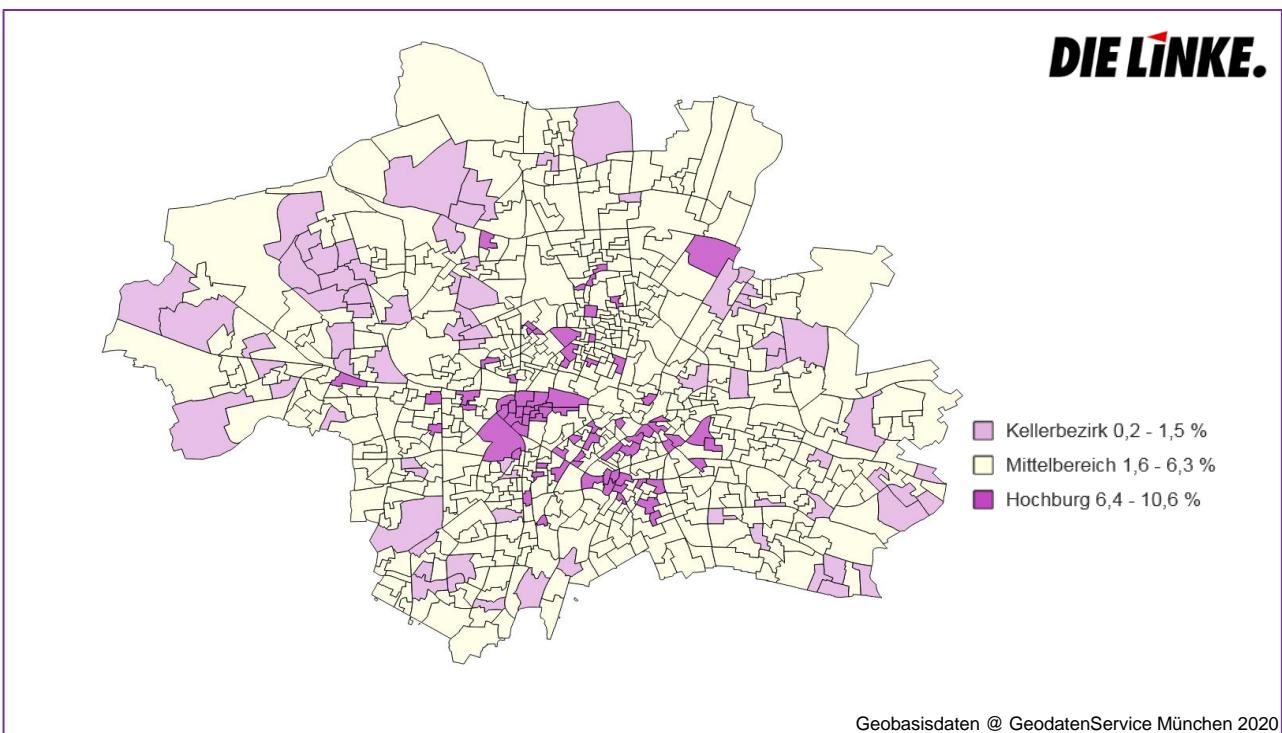 DIE LINKE.
Kellerbezirk 0,2 - 1,5 %
Mittelbereich 1,6 - 6,3 %
Hochburg 6,4 - 10,6 %
Geobasisdaten @ GeodatenService München 2020